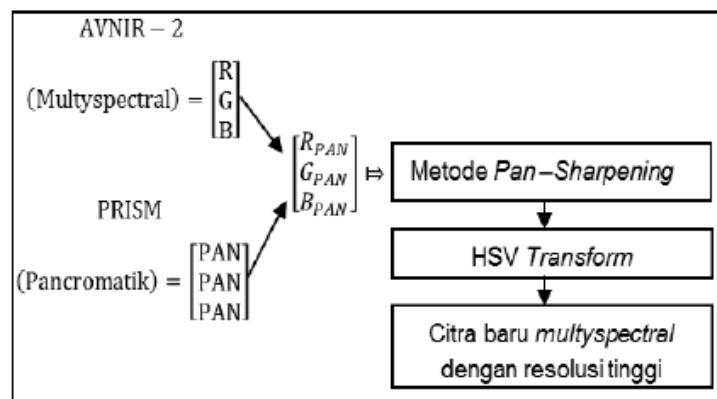 AVNIR – 2
(Multyspectral) = [R
G
B]
PRISM
(Pancromatik) = [PAN
PAN
PAN]
[R_PAN
G_PAN
B_PAN] ⤇
Metode Pan –Sharpening
HSV Transform
Citra baru multyspectral
dengan resolusi tinggi